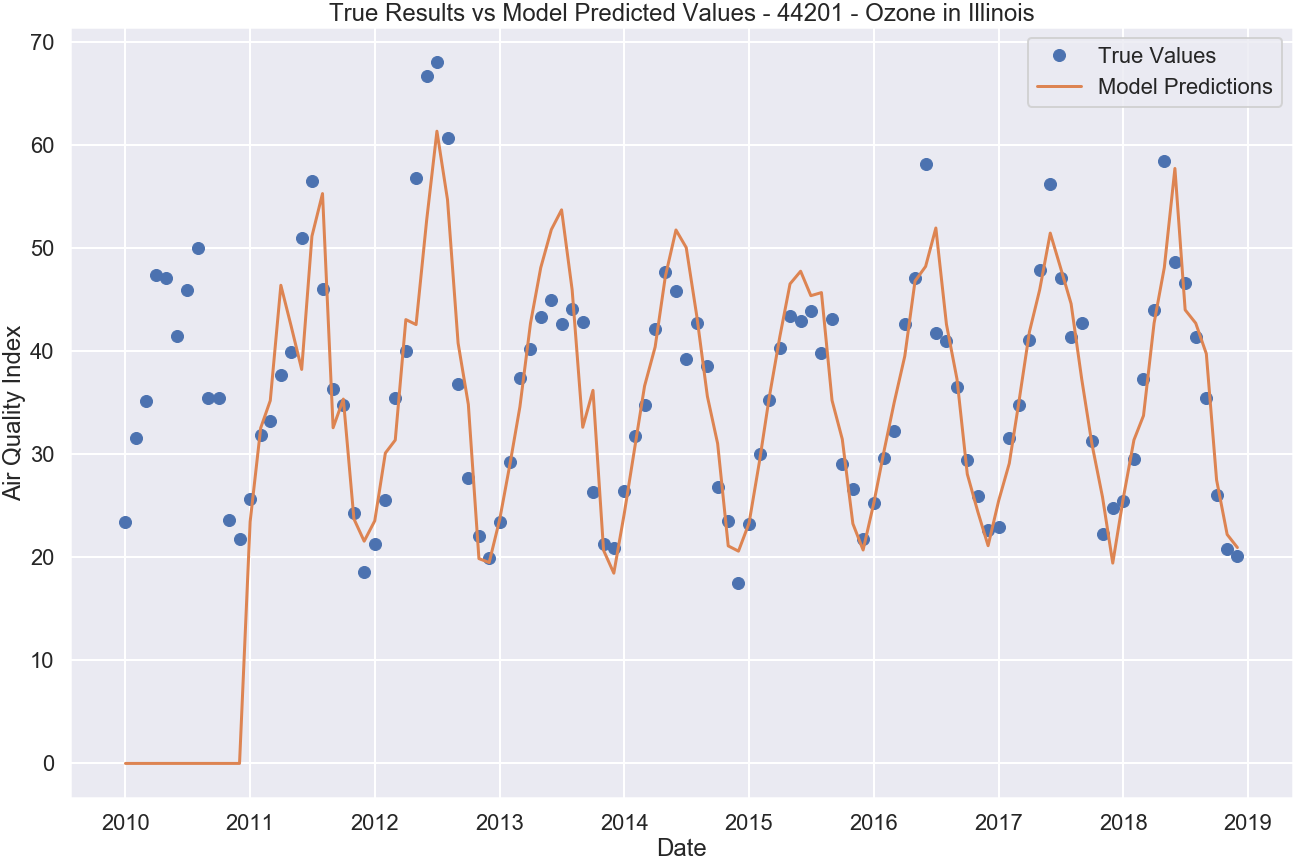 True Results vs Model Predicted Values - 44201 - Ozone in Illinois
True Values
Model Predictions
Air Quality Index
70
60
50
40
30
20
10
0
2010 2011 2012 2013 2014 2015 2016 2017 2018 2019
Date